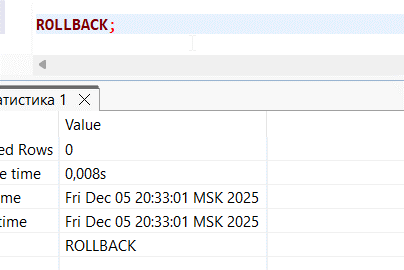 ROLLBACK;
атистика 1
Value
ed Rows 0
e time 0,008s
me Fri Dec 05 20:33:01 MSK 2025
time Fri Dec 05 20:33:01 MSK 2025
ROLLBACK